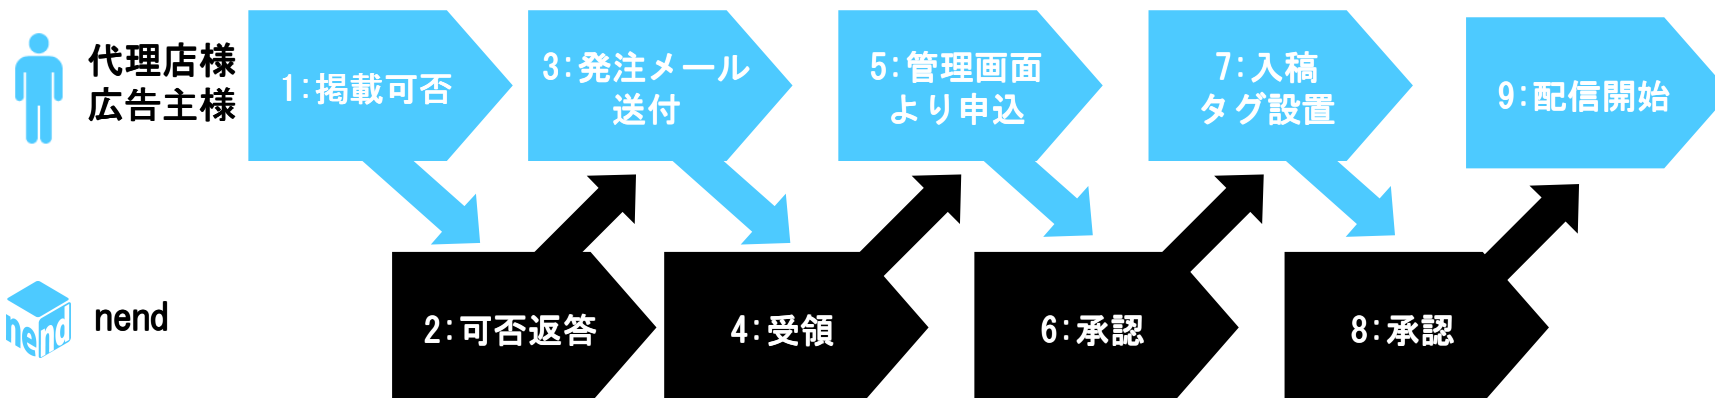 代理店様
広告主様
1:掲載可否
3:発注メール
送付
5:管理画面
より申込
7:入稿
タグ設置
9:配信開始
nend
nend
2:可否返答
4:受領
6:承認
8:承認